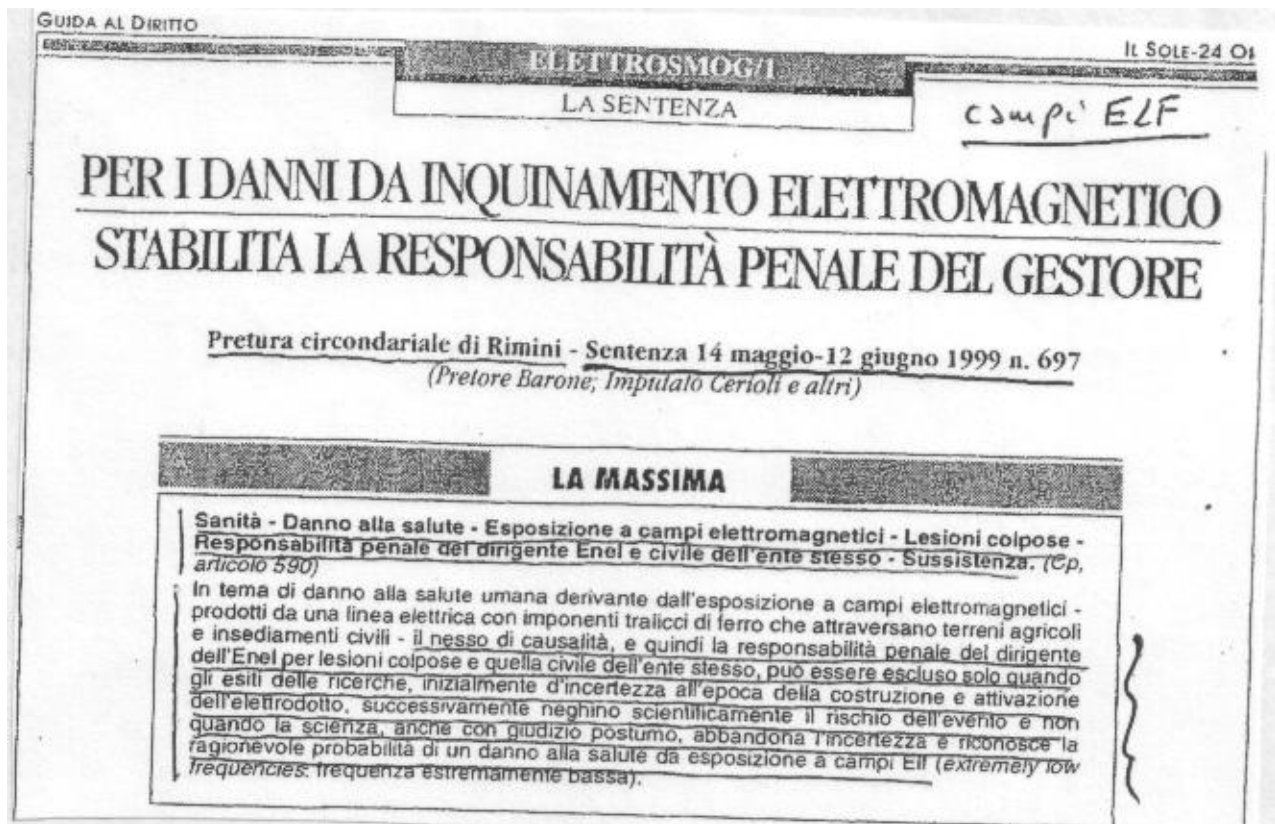 GUIDA AL DIRITTO
IL SOLE-24 OR
ELETTROSMOG/1
LA SENTENZA
campi ELF
PER I DANNI DA INQUINAMENTO ELETTROMAGNETICO
STABILITA LA RESPONSABILITÀ PENALE DEL GESTORE
Pretura circondariale di Rimini - Sentenza 14 maggio-12 giugno 1999 n. 697
(Pretore Barone; Imputato Cerioli e altri)
LA MASSIMA
Sanità - Danno alla salute - Esposizione a campi elettromagnetici - Lesioni colpose -
Responsabilità penale del dirigente Enel e civile dell'ente stesso - Sussistenza. (Cp,
articolo 590)
In tema di danno alla salute umana derivante dall'esposizione a campi elettromagnetici -
prodotti da una linea elettrica con imponenti tralicci di ferro che attraversano terreni agricoli
e insediamenti civili - il nesso di causalità, e quindi la responsabilità penale del dirigente
dell'Enel per lesioni colpose e quella civile dell'ente stesso, può essere escluso solo quando
gli esiti delle ricerche, inizialmente d'incertezza all'epoca della costruzione e attivazione
dell'elettrodotto, successivamente neghino scientificamente il rischio dell'evento e non
quando la scienza, anche con giudizio postumo, abbandona l'incertezza e riconosce la
ragionevole probabilità di un danno alla salute da esposizione a campi Elf (extremely low
frequencies: frequenza estremamente bassa).